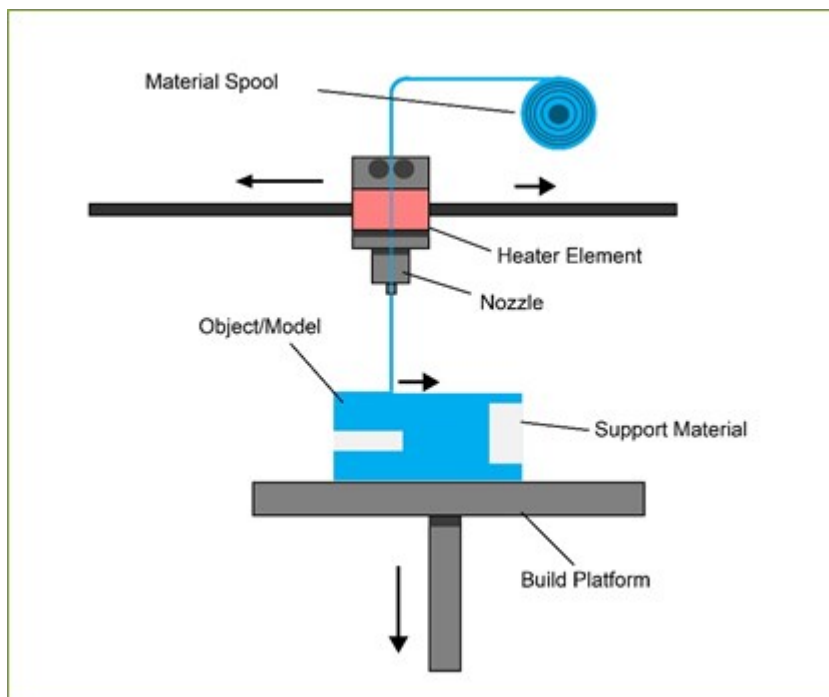 Material Spool
Heater Element
Nozzle
Object/Model
Support Material
Build Platform